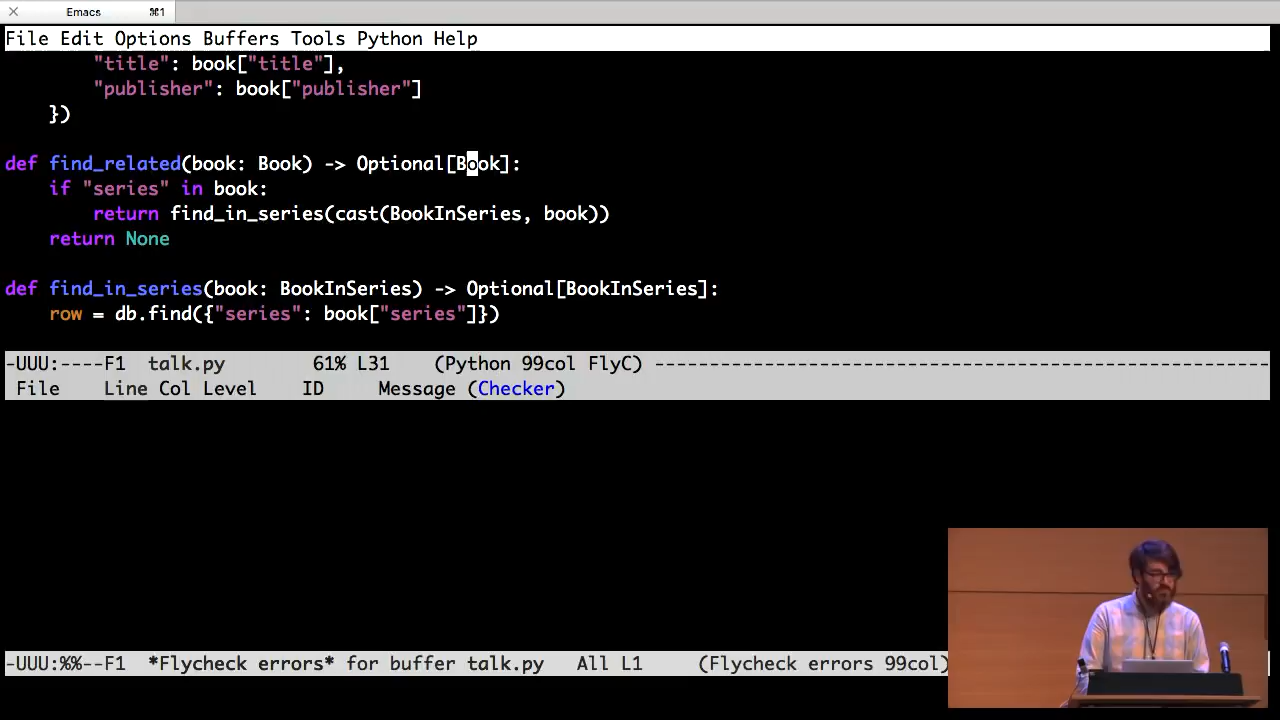 Emacs ⌘1
File Edit Options Buffers Tools Python Help
"title": book["title"],
"publisher": book["publisher"]
})
def find_related(book: Book) -> Optional[Book]:
if "series" in book:
return find_in_series(cast(BookInSeries, book))
return None
def find_in_series(book: BookInSeries) -> Optional[BookInSeries]:
row = db.find({"series": book["series"]})
-UUU:----F1 talk.py 61% L31 (Python 99col FlyC) --------------------------------------------------------
File Line Col Level ID Message (Checker)
-UUU:%%--F1 *Flycheck errors* for buffer talk.py All L1 (Flycheck errors 99col)